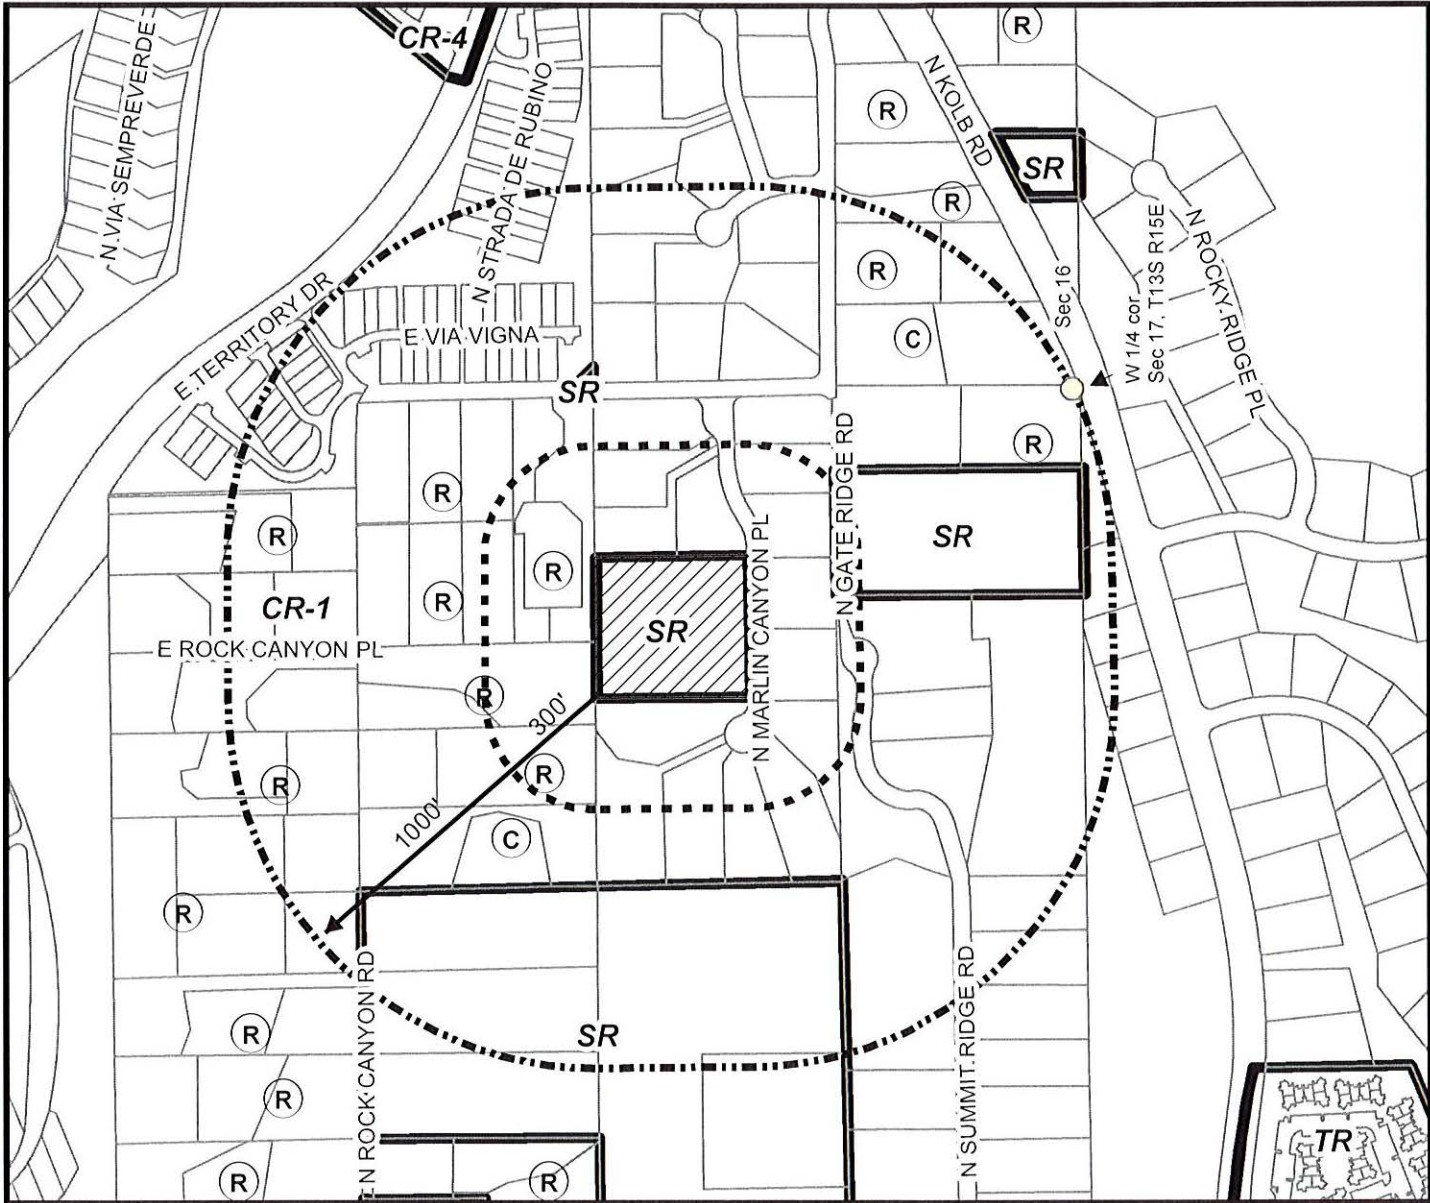 CR-4
R
N VIA SEMPREVERDE
N STRADA DE RUBINO
N KOLB RD
R
SR
R
N ROCKY RIDGE PL
R
Sec 16
W 1/4 cor
Sec 17, T13S R15E
E TERRITORY DR
E VIA VIGNA
C
SR
N GATE RIDGE RD
R
R
R
SR
R
N MARLIN CANYON PL
CR-1
R
SR
E ROCK CANYON PL
R
300'
R
R
1000'
C
R
N ROCK CANYON RD
SR
N SUMMIT RIDGE RD
R
R
TR
R
R